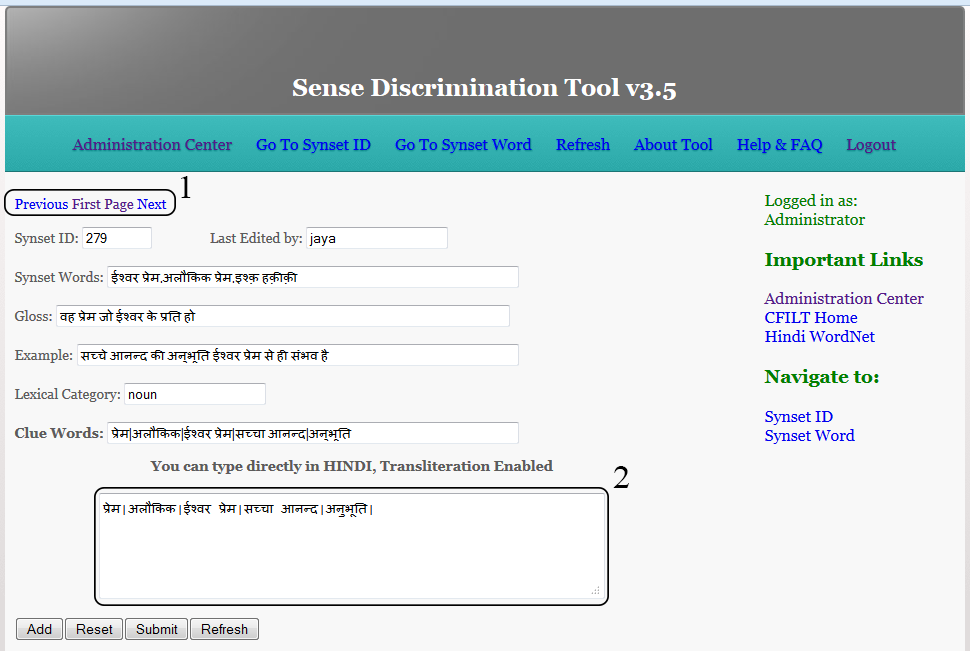 Sense Discrimination Tool v3.5
Administration Center Go To Synset ID Go To Synset Word Refresh About Tool Help & FAQ Logout
Previous First Page Next 1
Synset ID: 279 Last Edited by: jaya
Synset Words: ईश्वर प्रेम,अलौकिक प्रेम,इश्क़ हक़ीक़ी
Gloss: वह प्रेम जो ईश्वर के प्रति हो
Example: सच्चे आनन्द की अनुभूति ईश्वर प्रेम से ही संभव है
Lexical Category: noun
Clue Words: प्रेम|अलौकिक|ईश्वर प्रेम|सच्चा आनन्द|अनुभूति
You can type directly in HINDI, Transliteration Enabled
2
प्रेम|अलौकिक|ईश्वर प्रेम|सच्चा आनन्द|अनुभूति|
Add Reset Submit Refresh
Logged in as:
Administrator
Important Links
Administration Center
CFILT Home
Hindi WordNet
Navigate to:
Synset ID
Synset Word